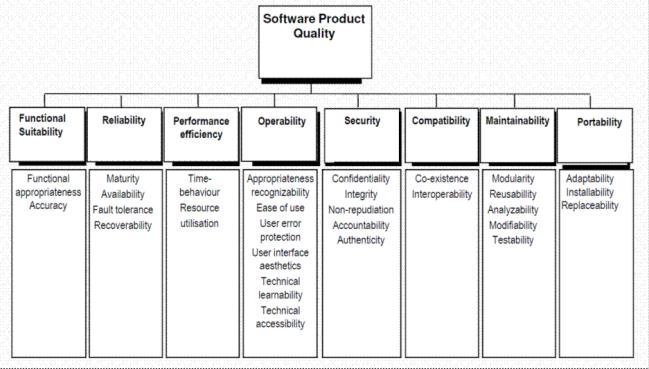 Software Product
Quality
Functional
Suitability
Reliability
Performance
efficiency
Operability
Security
Compatibility
Maintainability
Portability
Functional
appropriateness
Accuracy
Maturity
Availability
Fault tolerance
Recoverability
Time-
behaviour
Resource
utilisation
Appropriateness
recognizability
Ease of use
User error
protection
User interface
aesthetics
Technical
learnability
Technical
accessibility
Confidentiality
Integrity
Non-repudiation
Accountability
Authenticity
Co-existence
Interoperability
Modularity
Reusabillity
Analyzability
Modifiability
Testability
Adaptability
Installability
Replaceability